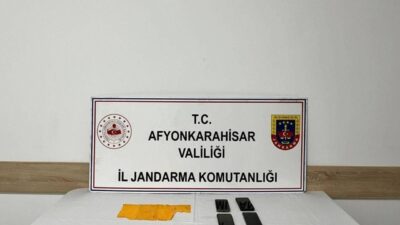 T.C.
AFYONKARAHİSAR
VALİLİĞİ
İL JANDARMA KOMUTANLIĞI